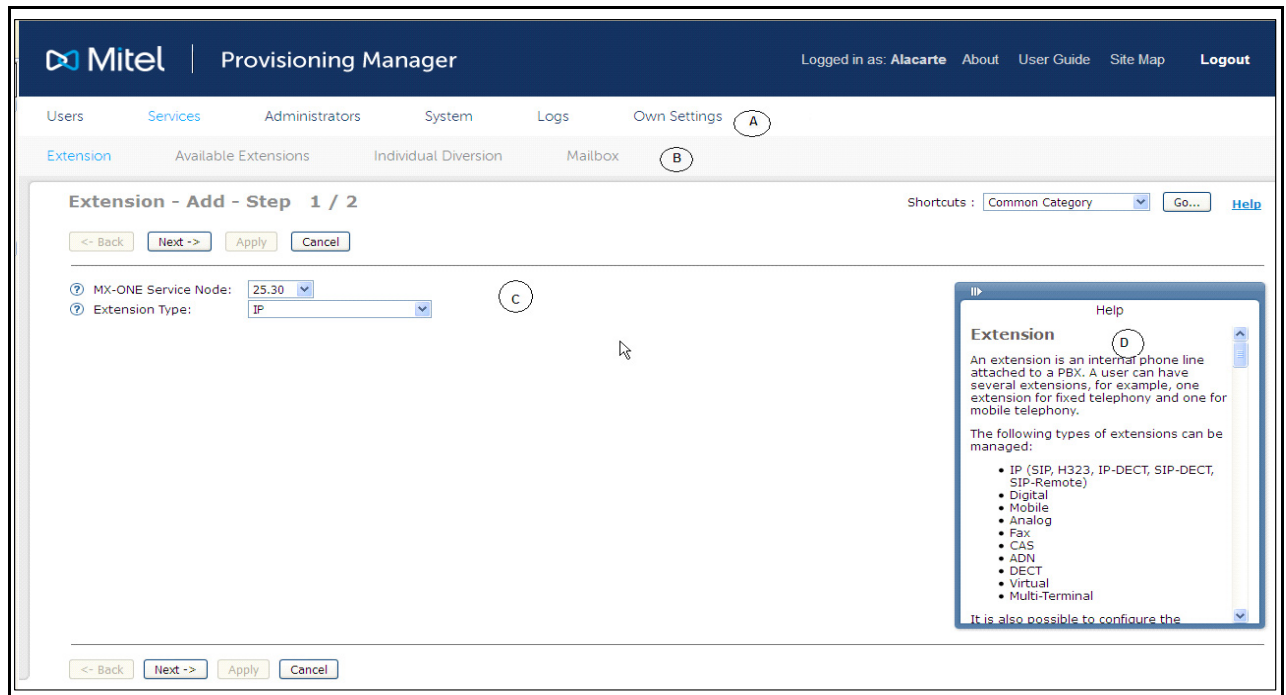 Mitel | Provisioning Manager Logged in as: Alacarte About User Guide Site Map Logout
Users Services Administrators System Logs Own Settings A
Extension Available Extensions Individual Diversion Mailbox B
Extension - Add - Step 1 / 2 Shortcuts : Common Category Go... Help
<- Back Next -> Apply Cancel
? MX-ONE Service Node: 25.30
? Extension Type: IP
C
Help
Extension
D
An extension is an internal phone line
attached to a PBX. A user can have
several extensions, for example, one
extension for fixed telephony and one for
mobile telephony.
The following types of extensions can be
managed:
• IP (SIP, H323, IP-DECT, SIP-DECT,
SIP-Remote)
• Digital
• Mobile
• Analog
• Fax
• CAS
• ADN
• DECT
• Virtual
• Multi-Terminal
It is also possible to configure the
<- Back Next -> Apply Cancel